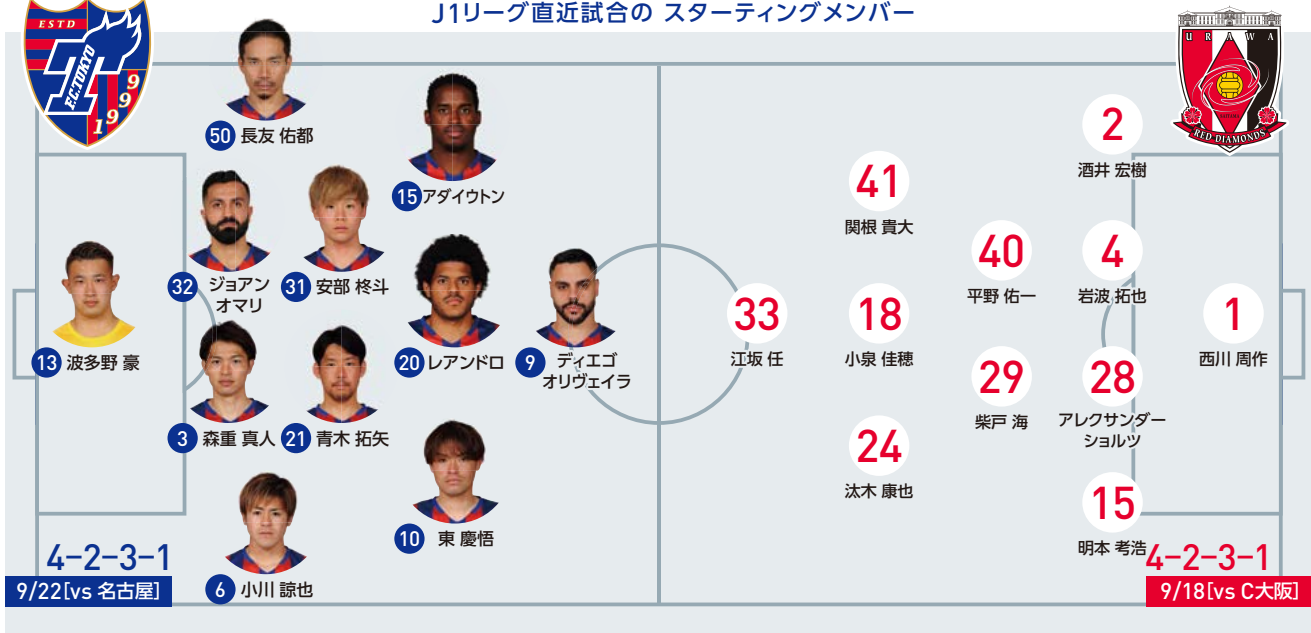 J1リーグ直近試合の スターティングメンバー
ESTD
F.C.TOKYO
1999
URAWA
RED DIAMONDS
50 長友 佑都
15 アダイウトン
32 ジョアン
オマリ
31 安部 柊斗
13 波多野 豪
20 レアンドロ
9 ディエゴ
オリヴェイラ
3 森重 真人
21 青木 拓矢
10 東 慶悟
6 小川 諒也
4-2-3-1
9/22[vs 名古屋]
2
酒井 宏樹
41
関根 貴大
40
平野 佑一
4
岩波 拓也
33
江坂 任
18
小泉 佳穂
1
西川 周作
29
柴戸 海
28
アレクサンダー
ショルツ
24
汰木 康也
15
明本 考浩
4-2-3-1
9/18[vs C大阪]